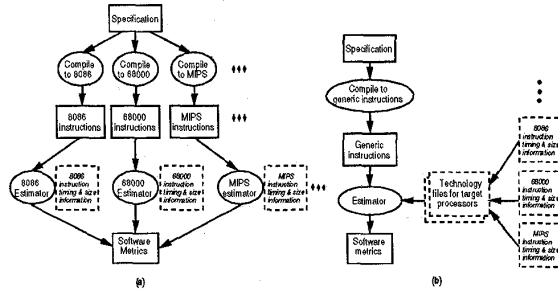 Specification
Compile
to 8086
Compile
to 68000
Compile
to MIPS
8086
instructions
68000
instructions
MIPS
instructions
8086
Estimator
8086
instruction
timing & size
information
68000
Estimator
68000
instruction
timing & size
information
MIPS
estimator
MIPS
instruction
timing & size
information
Software
Metrics
(a)
Specification
Compile to
generic instructions
Generic
instructions
Estimator
Software
metrics
Technology
files for target
processors
8086
instruction
timing & size
information
68000
instruction
timing & size
information
MIPS
instruction
timing & size
information
(b)